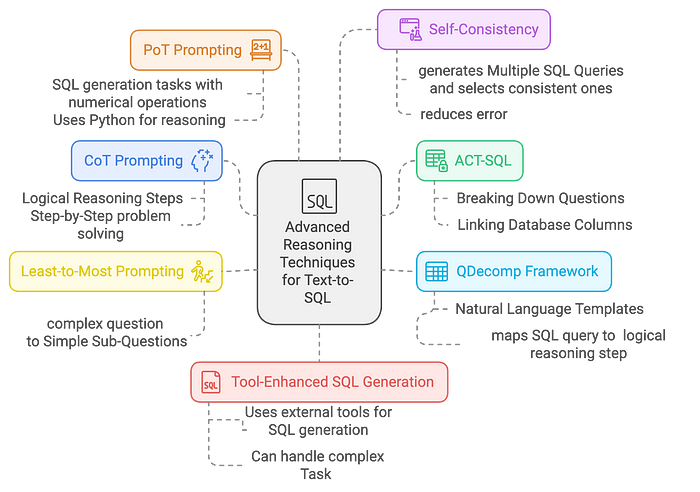 PoT Prompting
2+1
SQL generation tasks with
numerical operations
Uses Python for reasoning
Self-Consistency
generates Multiple SQL Queries
and selects consistent ones
reduces error
CoT Prompting
Logical Reasoning Steps
Step-by-Step problem
solving
ACT-SQL
Breaking Down Questions
Linking Database Columns
SQL
Advanced
Reasoning
Techniques
for Text-to-
SQL
Least-to-Most Prompting
complex question
to Simple Sub-Questions
QDecomp Framework
Natural Language Templates
maps SQL query to logical
reasoning step
SQL
Tool-Enhanced SQL Generation
Uses external tools for
SQL generation
Can handle complex
Task